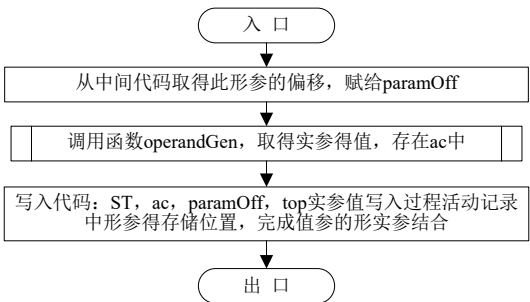 入 口
从中间代码取得此形参的偏移，赋给paramOff
调用函数operandGen，取得实参得值，存在ac中
写入代码：ST，ac，paramOff，top实参值写入过程活动记录
中形参得存储位置，完成值参的形实参结合
出 口